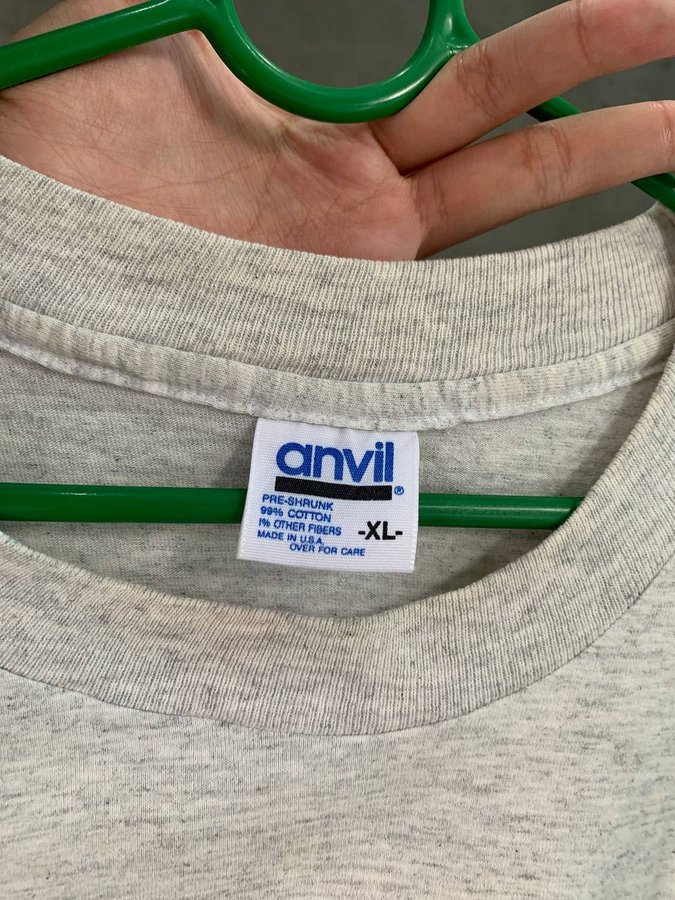 anvil®
PRE-SHRUNK
99% COTTON
1% OTHER FIBERS
MADE IN U.S.A.
OVER FOR CARE
-XL-